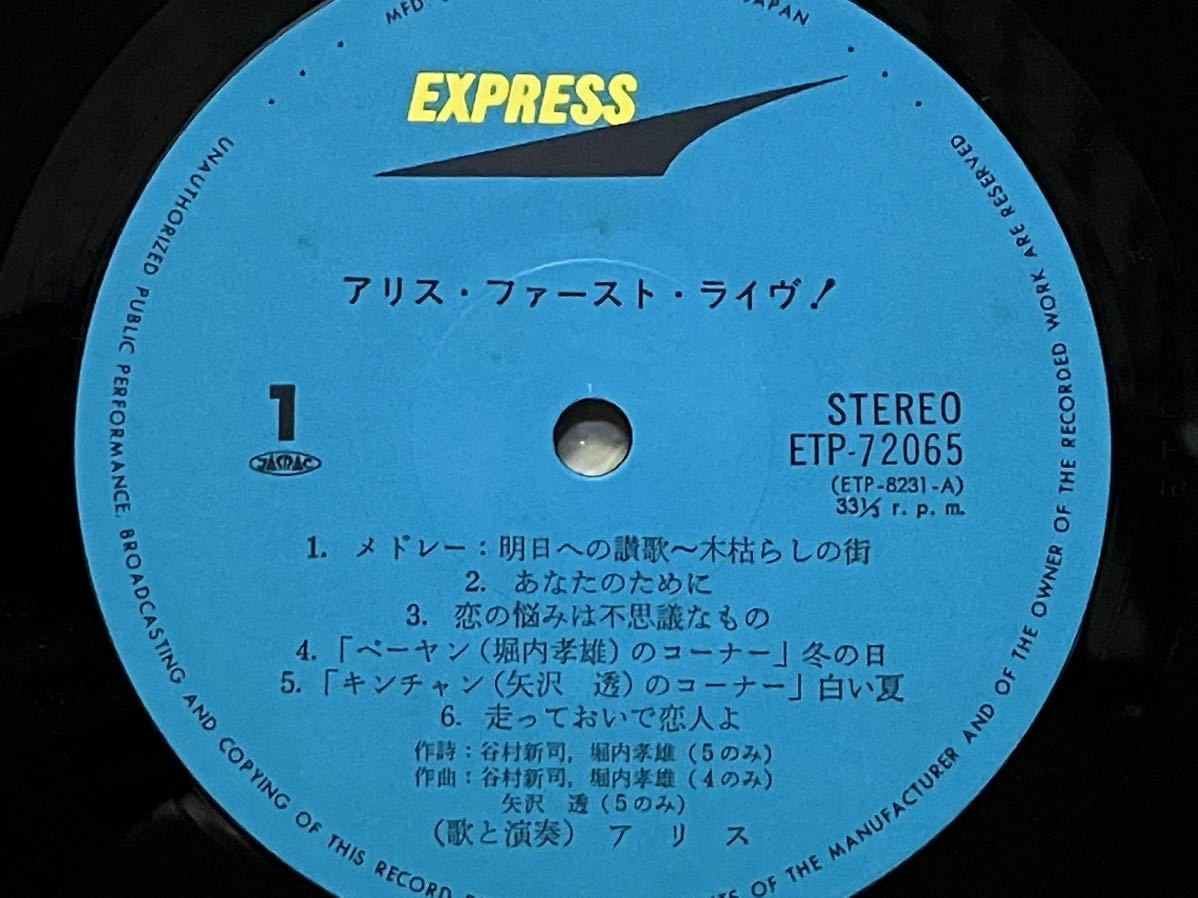 MFD
JAPAN
EXPRESS
アリス・ファースト・ライヴ!
1
JASRAC
STEREO
ETP-72065
(ETP-8231-A)
33⅓ r. p. m.
1. メドレー:明日への讃歌〜木枯らしの街
2. あなたのために
3. 恋の悩みは不思議なもの
4.「ベーヤン(堀内孝雄)のコーナー」冬の日
5.「キンチャン(矢沢 透)のコーナー」白い夏
6. 走っておいで恋人よ
作詩:谷村新司, 堀内孝雄 (5のみ)
作曲:谷村新司, 堀内孝雄 (4のみ)
矢沢 透 (5のみ)
(歌と演奏) アリス
UNAUTHORIZED PUBLIC PERFORMANCE, BROADCASTING AND COPYING OF THIS RECORD
OF THE MANUFACTURER AND OF THE OWNER OF THE RECORDED WORK ARE RESERVED